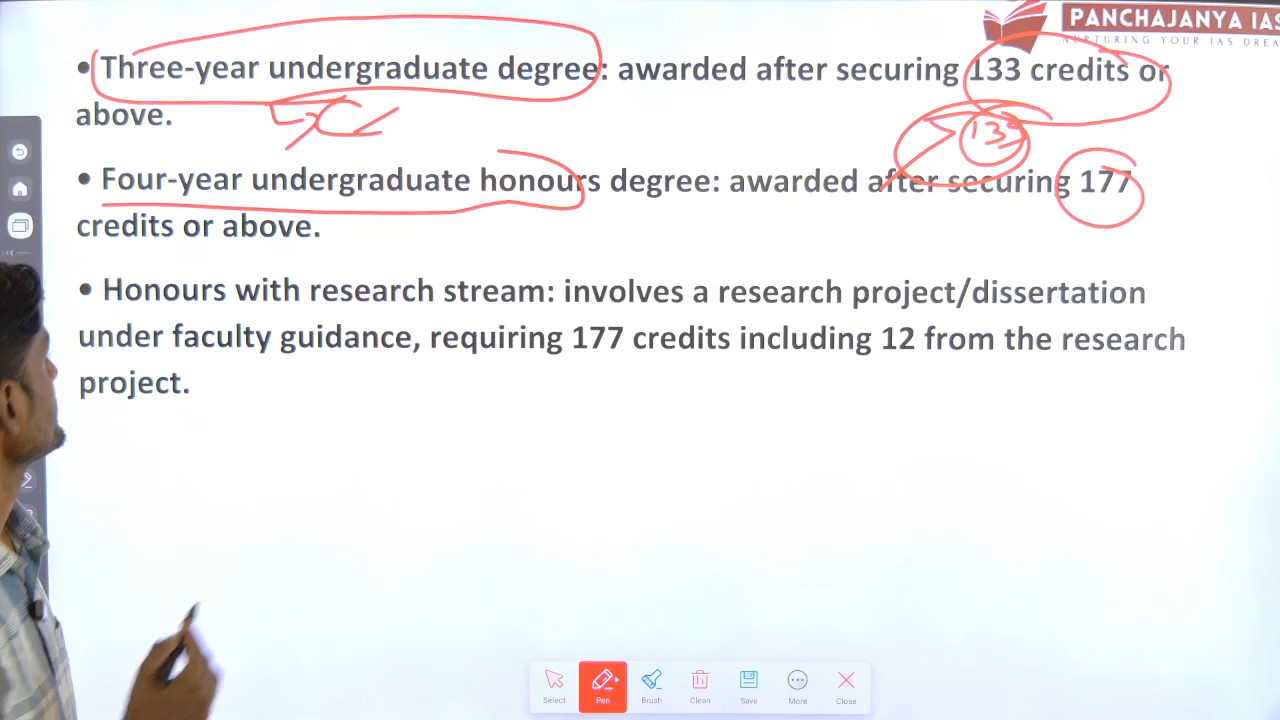 PANCHAJANYA IAS
NURTURING YOUR IAS DREA
• Three-year undergraduate degree: awarded after securing 133 credits or
above.
133
• Four-year undergraduate honours degree: awarded after securing 177
credits or above.
• Honours with research stream: involves a research project/dissertation
under faculty guidance, requiring 177 credits including 12 from the research
project.
Select Pen Brush Clean Save More Close